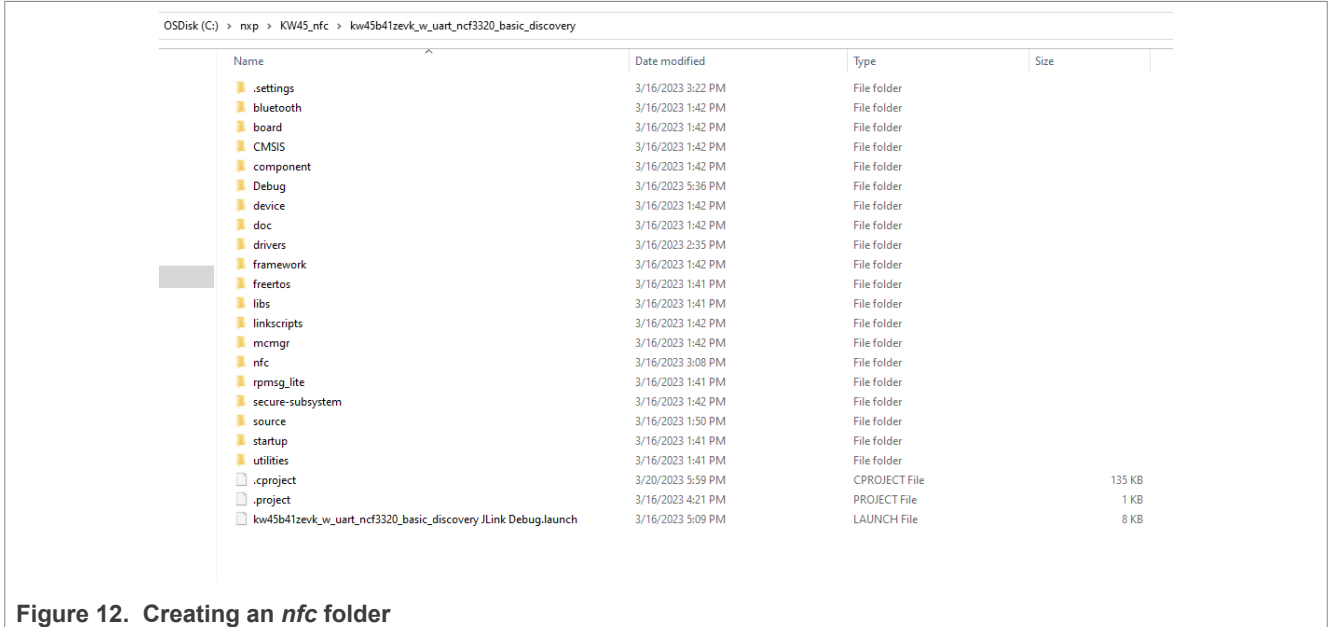 OSDisk (C:) > nxp > KW45_nfc > kw45b41zevk_w_uart_ncf3320_basic_discovery
Name Date modified Type Size
.settings 3/16/2023 3:22 PM File folder
bluetooth 3/16/2023 1:42 PM File folder
board 3/16/2023 1:42 PM File folder
CMSIS 3/16/2023 1:42 PM File folder
component 3/16/2023 1:42 PM File folder
Debug 3/16/2023 5:36 PM File folder
device 3/16/2023 1:42 PM File folder
doc 3/16/2023 1:42 PM File folder
drivers 3/16/2023 2:35 PM File folder
framework 3/16/2023 1:42 PM File folder
freertos 3/16/2023 1:41 PM File folder
libs 3/16/2023 1:41 PM File folder
linkscripts 3/16/2023 1:42 PM File folder
mcmgr 3/16/2023 1:42 PM File folder
nfc 3/16/2023 3:08 PM File folder
rpmsg_lite 3/16/2023 1:41 PM File folder
secure-subsystem 3/16/2023 1:42 PM File folder
source 3/16/2023 1:50 PM File folder
startup 3/16/2023 1:41 PM File folder
utilities 3/16/2023 1:41 PM File folder
.cproject 3/20/2023 5:59 PM CPROJECT File 135 KB
.project 3/16/2023 4:21 PM PROJECT File 1 KB
kw45b41zevk_w_uart_ncf3320_basic_discovery JLink Debug.launch 3/16/2023 5:09 PM LAUNCH File 8 KB
Figure 12. Creating an nfc folder